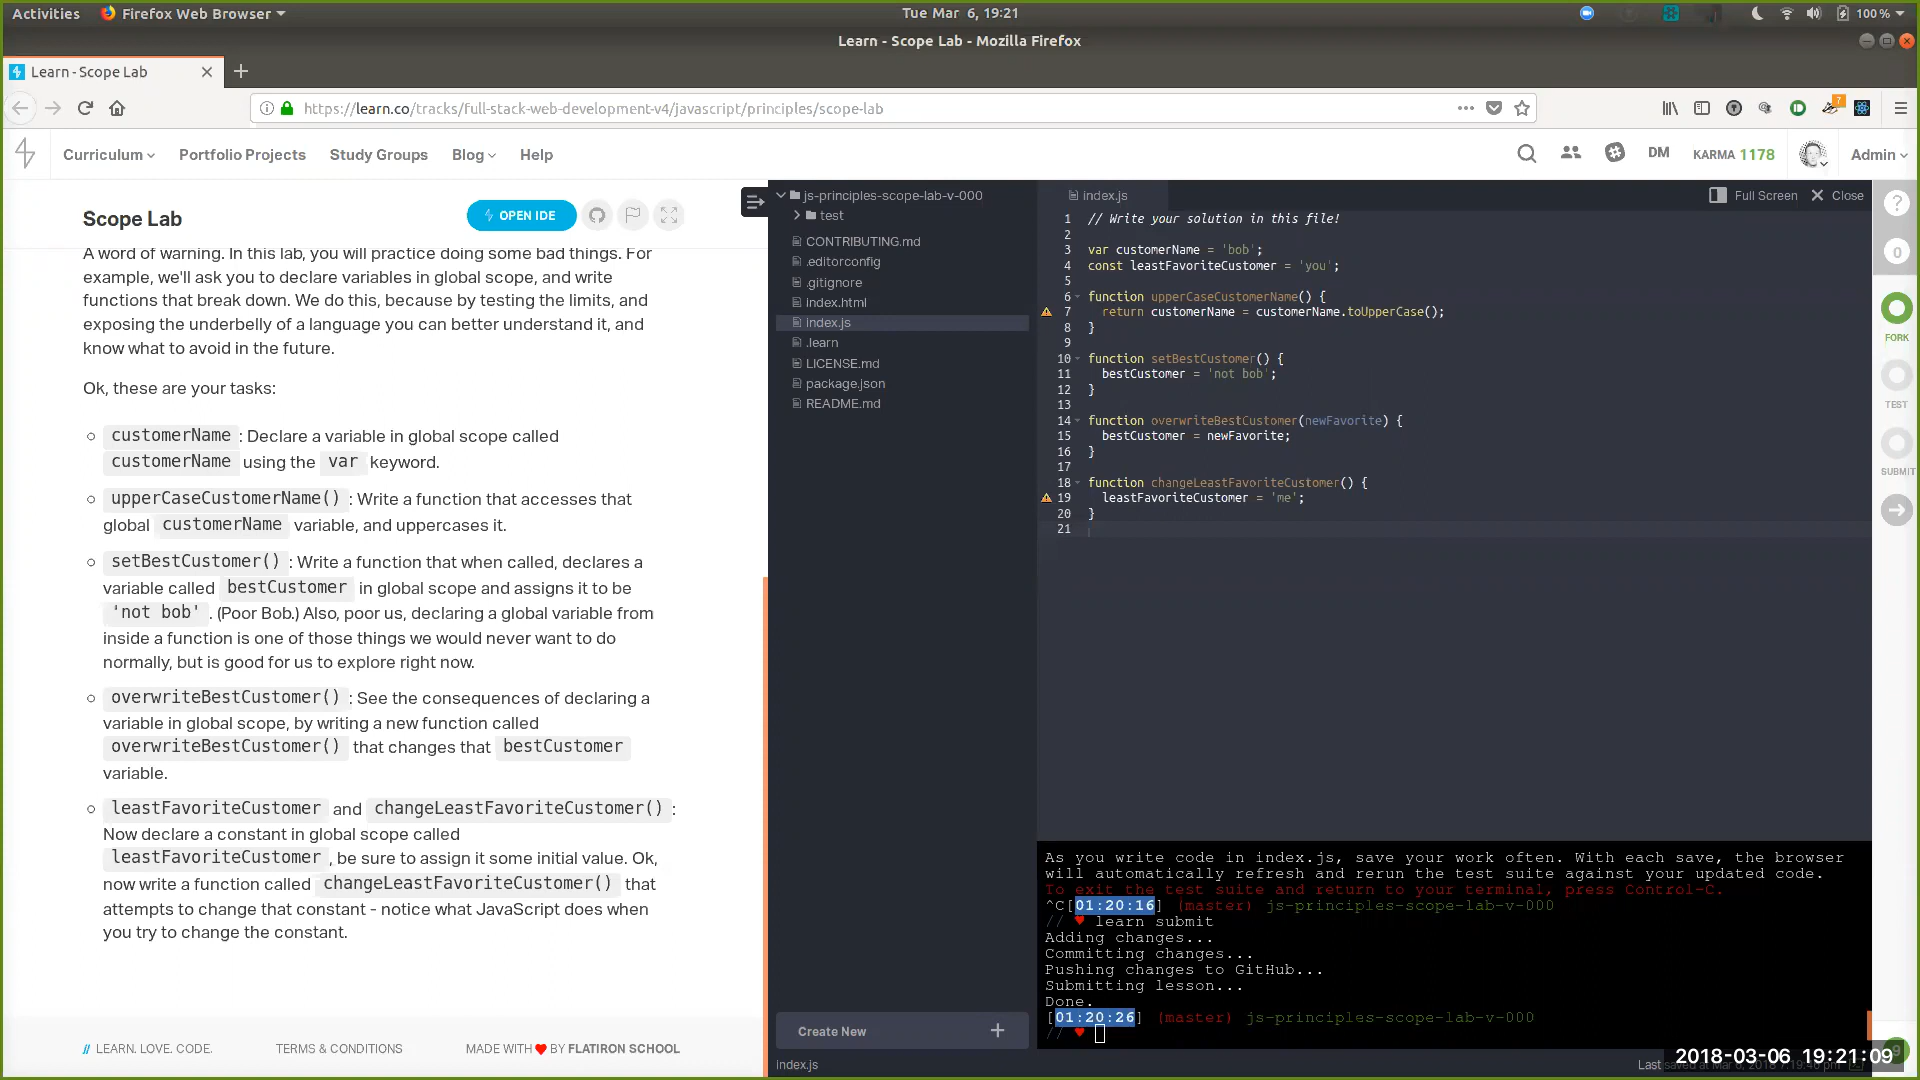 Activities Firefox Web Browser Tue Mar 6, 19:21 100 %
Learn - Scope Lab - Mozilla Firefox
Learn - Scope Lab
https://learn.co/tracks/full-stack-web-development-v4/javascript/principles/scope-lab 7
Curriculum Portfolio Projects Study Groups Blog Help DM KARMA 1178 Admin
Scope Lab OPEN IDE
A word of warning. In this lab, you will practice doing some bad things. For
example, we'll ask you to declare variables in global scope, and write
functions that break down. We do this, because by testing the limits, and
exposing the underbelly of a language you can better understand it, and
know what to avoid in the future.
Ok, these are your tasks:
customerName : Declare a variable in global scope called
customerName using the var keyword.
upperCaseCustomerName() : Write a function that accesses that
global customerName variable, and uppercases it.
setBestCustomer() : Write a function that when called, declares a
variable called bestCustomer in global scope and assigns it to be
'not bob' . (Poor Bob.) Also, poor us, declaring a global variable from
inside a function is one of those things we would never want to do
normally, but is good for us to explore right now.
overwriteBestCustomer() : See the consequences of declaring a
variable in global scope, by writing a new function called
overwriteBestCustomer() that changes that bestCustomer
variable.
leastFavoriteCustomer and changeLeastFavoriteCustomer() :
Now declare a constant in global scope called
leastFavoriteCustomer , be sure to assign it some initial value. Ok,
now write a function called changeLeastFavoriteCustomer() that
attempts to change that constant - notice what JavaScript does when
you try to change the constant.
// LEARN. LOVE. CODE. TERMS & CONDITIONS MADE WITH ♥ BY FLATIRON SCHOOL
js-principles-scope-lab-v-000
test
CONTRIBUTING.md
.editorconfig
.gitignore
index.html
index.js
.learn
LICENSE.md
package.json
README.md
Create New +
index.js
index.js Full Screen Close
1 // Write your solution in this file!
2
3 var customerName = 'bob';
4 const leastFavoriteCustomer = 'you';
5
6 function upperCaseCustomerName() {
7 return customerName = customerName.toUpperCase();
8 }
9
10 function setBestCustomer() {
11 bestCustomer = 'not bob';
12 }
13
14 function overwriteBestCustomer(newFavorite) {
15 bestCustomer = newFavorite;
16 }
17
18 function changeLeastFavoriteCustomer() {
19 leastFavoriteCustomer = 'me';
20 }
21
As you write code in index.js, save your work often. With each save, the browser
will automatically refresh and rerun the test suite against your updated code.
To exit the test suite and return to your terminal, press Control-C.
^C[01:20:16] (master) js-principles-scope-lab-v-000
// ♥ learn submit
Adding changes...
Committing changes...
Pushing changes to GitHub...
Submitting lesson...
Done.
[01:20:26] (master) js-principles-scope-lab-v-000
// ♥
Last
2018-03-06 19:21:09
?
0
FORK
TEST
SUBMIT